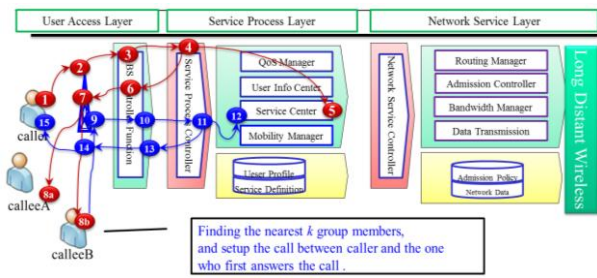 User Access Layer
Service Process Layer
Network Service Layer
1
2
3
4
5
6
7
8a
8b
9
10
11
12
13
14
15
caller
calleeA
calleeB
BS
Controller Function
Service Process Controller
QoS Manager
User Info Center
Service Center
Mobility Manager
Ueser Profile
Service Definition
Network Service Controller
Routing Manager
Admission Controller
Bandwidth Manager
Data Transmission
Admission Policy
Network Data
Long Distant Wireless
Finding the nearest k group members,
and setup the call between caller and the one
who first answers the call .